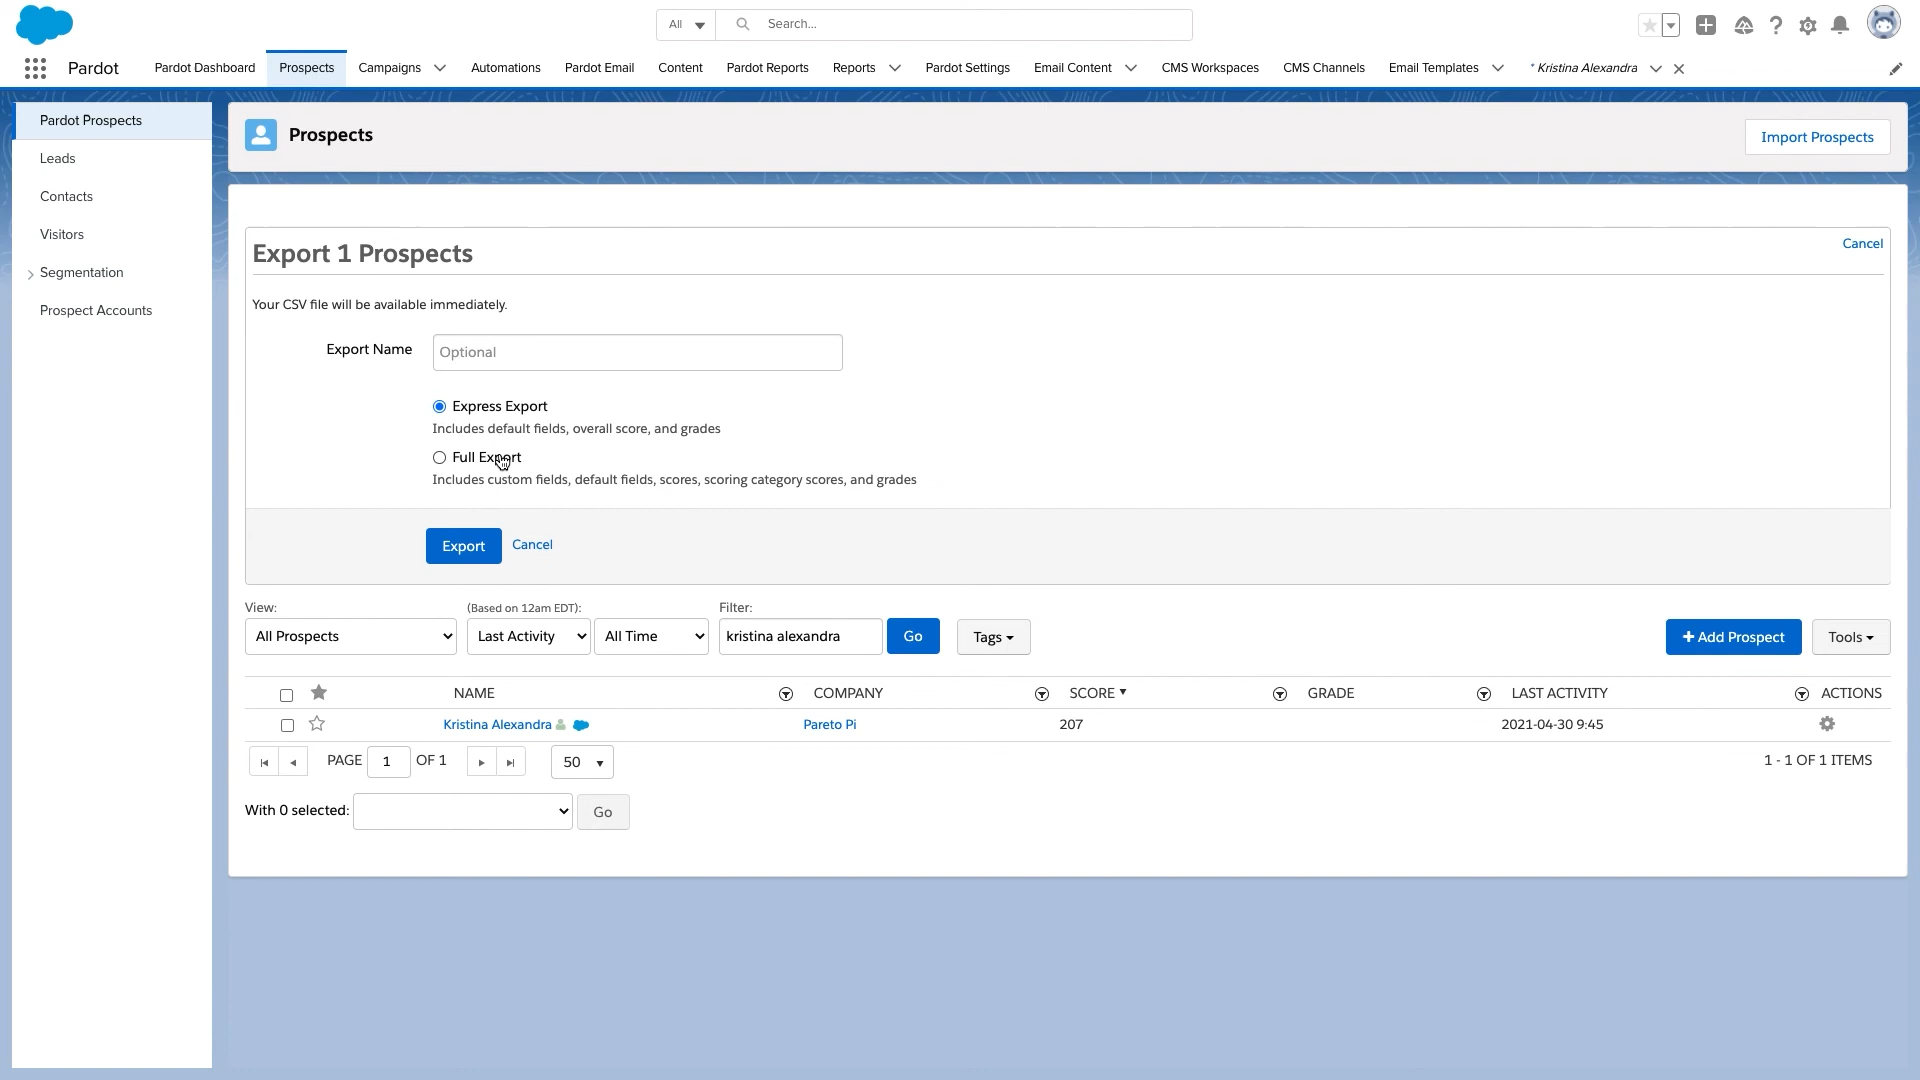 All
Search...
Pardot
Pardot Dashboard
Prospects
Campaigns
Automations
Pardot Email
Content
Pardot Reports
Reports
Pardot Settings
Email Content
CMS Workspaces
CMS Channels
Email Templates
* Kristina Alexandra
Pardot Prospects
Leads
Contacts
Visitors
Segmentation
Prospect Accounts
Prospects
Import Prospects
Export 1 Prospects
Cancel
Your CSV file will be available immediately.
Export Name
Optional
Express Export
Includes default fields, overall score, and grades
Full Export
Includes custom fields, default fields, scores, scoring category scores, and grades
Export
Cancel
View:
(Based on 12am EDT):
Filter:
All Prospects
Last Activity
All Time
kristina alexandra
Go
Tags
+ Add Prospect
Tools
NAME
COMPANY
SCORE
GRADE
LAST ACTIVITY
ACTIONS
Kristina Alexandra
Pareto Pi
207
2021-04-30 9:45
PAGE 1 OF 1
50
1 - 1 OF 1 ITEMS
With 0 selected:
Go